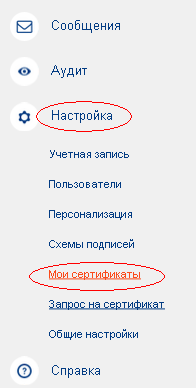 Сообщения
Аудит
Настройка
Учетная запись
Пользователи
Персонализация
Схемы подписей
Мои сертификаты
Запрос на сертификат
Общие настройки
Справка